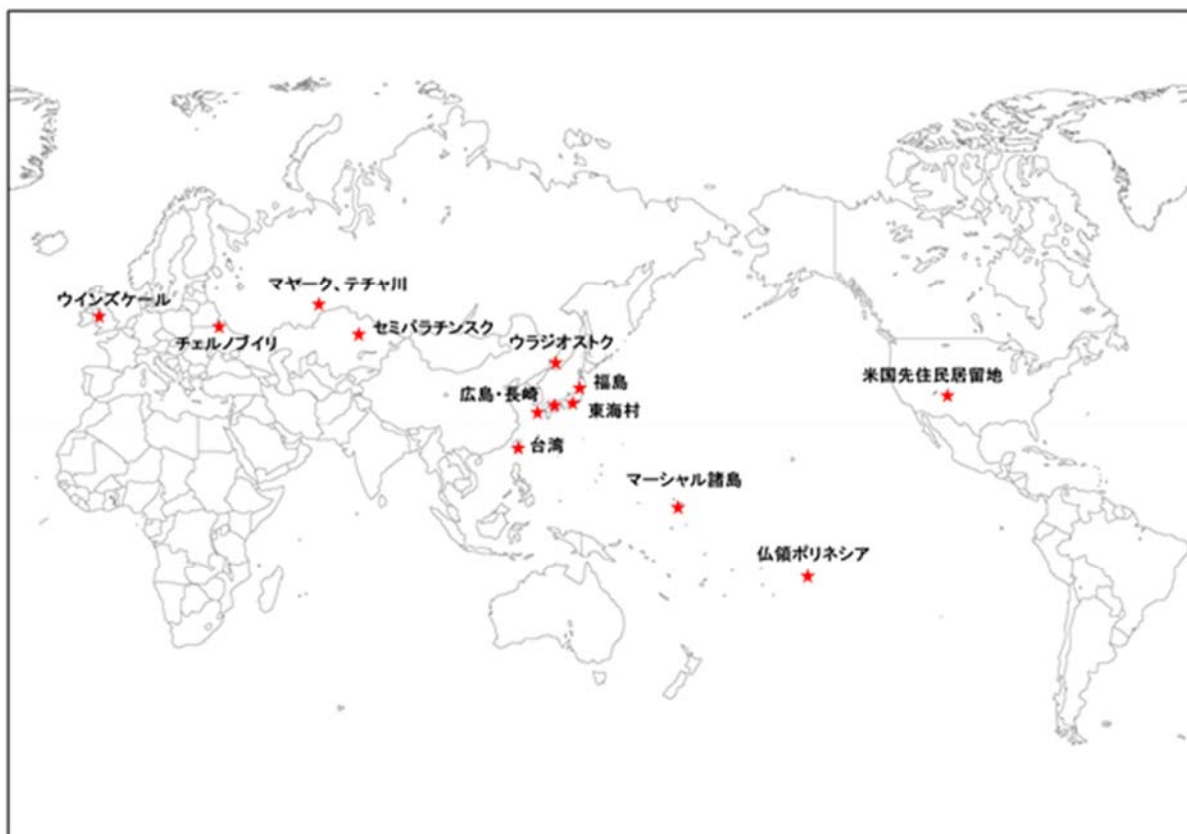 マヤーク、テチャ川
ウインズケール
セミパラチンスク
チェルノブイリ
ウラジオストク
米国先住民居留地
福島
広島・長崎
東海村
台湾
マーシャル諸島
仏領ポリネシア